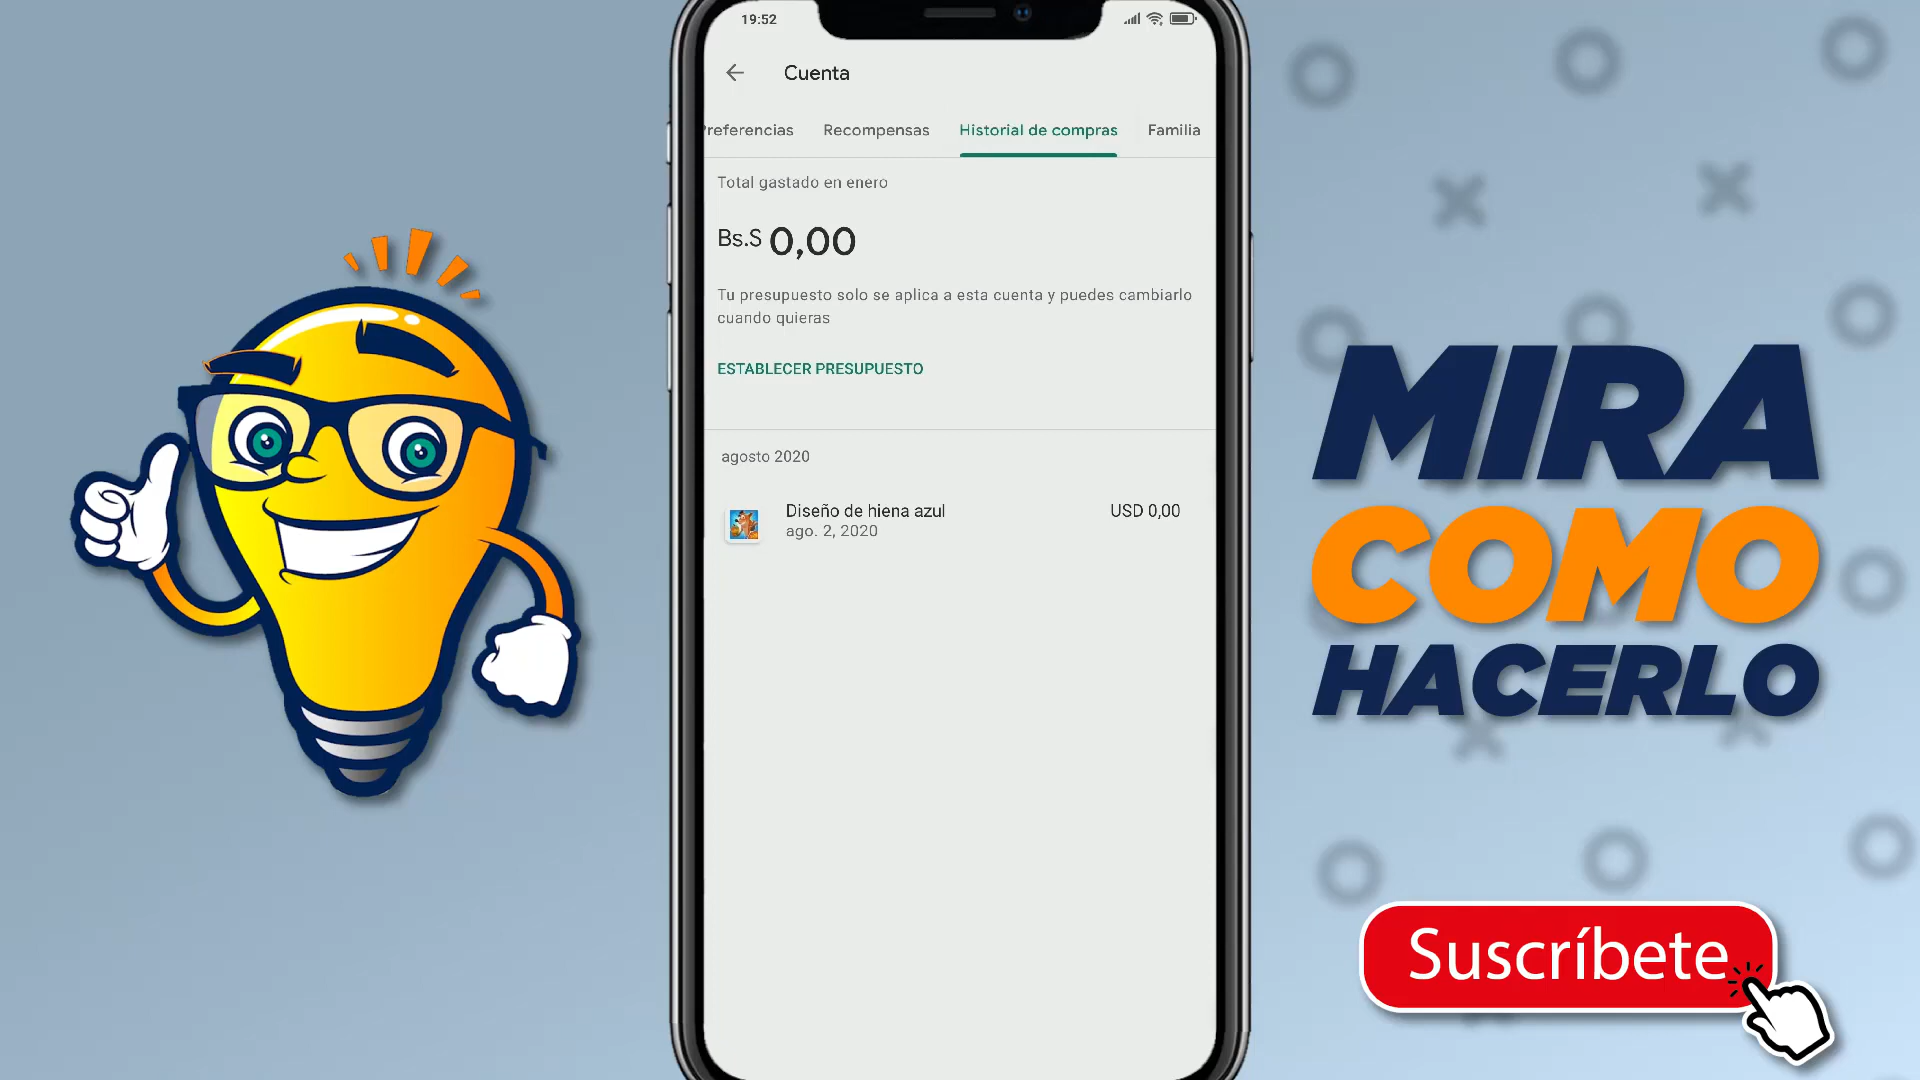 19:52
Cuenta
Preferencias Recompensas Historial de compras Familia
Total gastado en enero
Bs.S 0,00
Tu presupuesto solo se aplica a esta cuenta y puedes cambiarlo
cuando quieras
ESTABLECER PRESUPUESTO
agosto 2020
Diseño de hiena azul USD 0,00
ago. 2, 2020
MIRA
COMO
HACERLO
Suscríbete